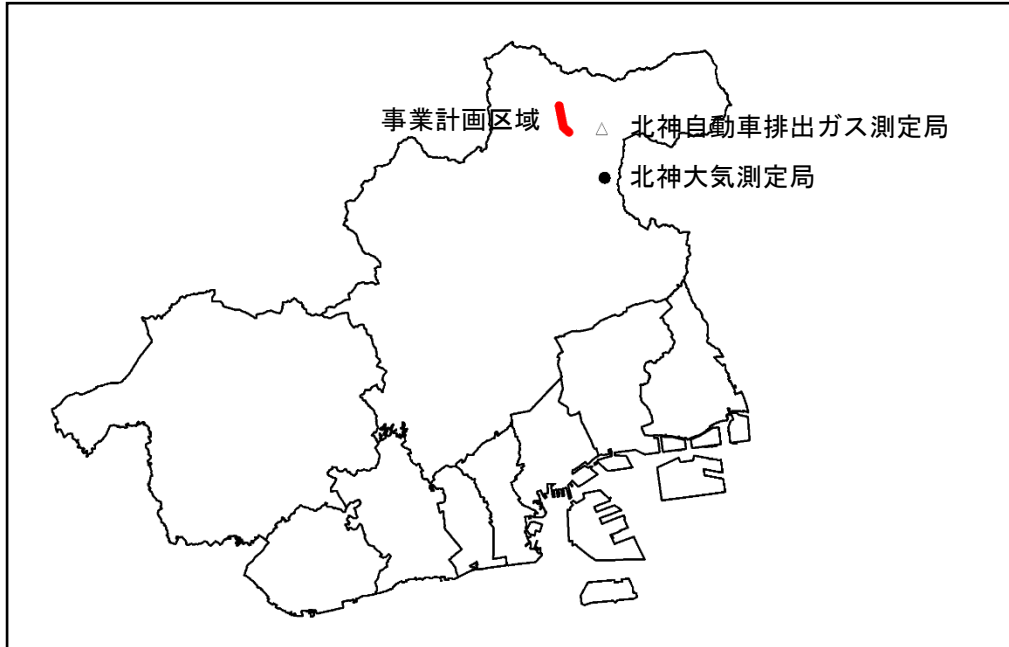 事業計画区域
北神自動車排出ガス測定局
北神大気測定局